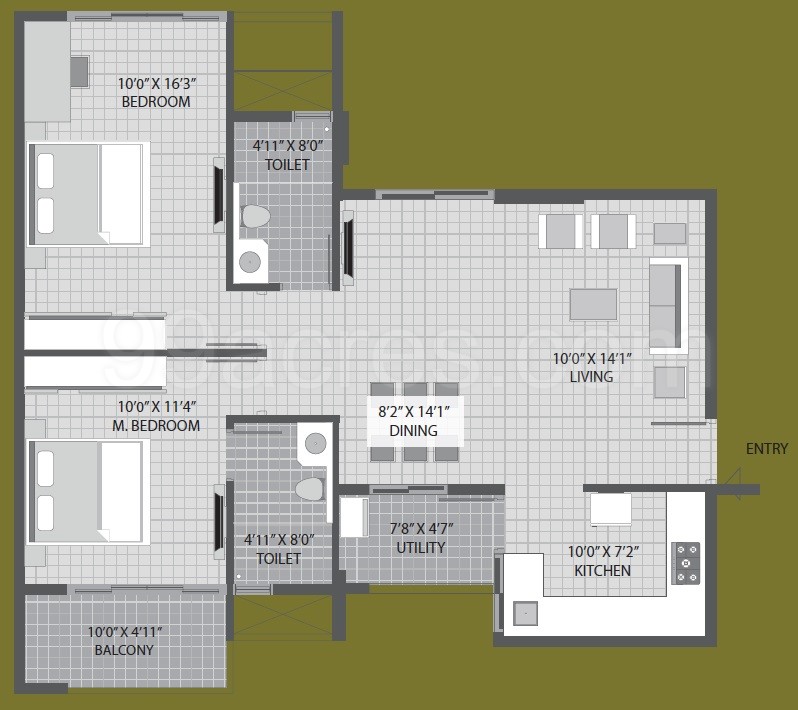 10'0" X 16'3"
BEDROOM
4'11" X 8'0"
TOILET
99acres.com
10'0" X 14'1"
LIVING
10'0" X 11'4"
M. BEDROOM
8'2" X 14'1"
DINING
ENTRY
4'11" X 8'0"
TOILET
7'8" X 4'7"
UTILITY
10'0" X 7'2"
KITCHEN
10'0" X 4'11"
BALCONY